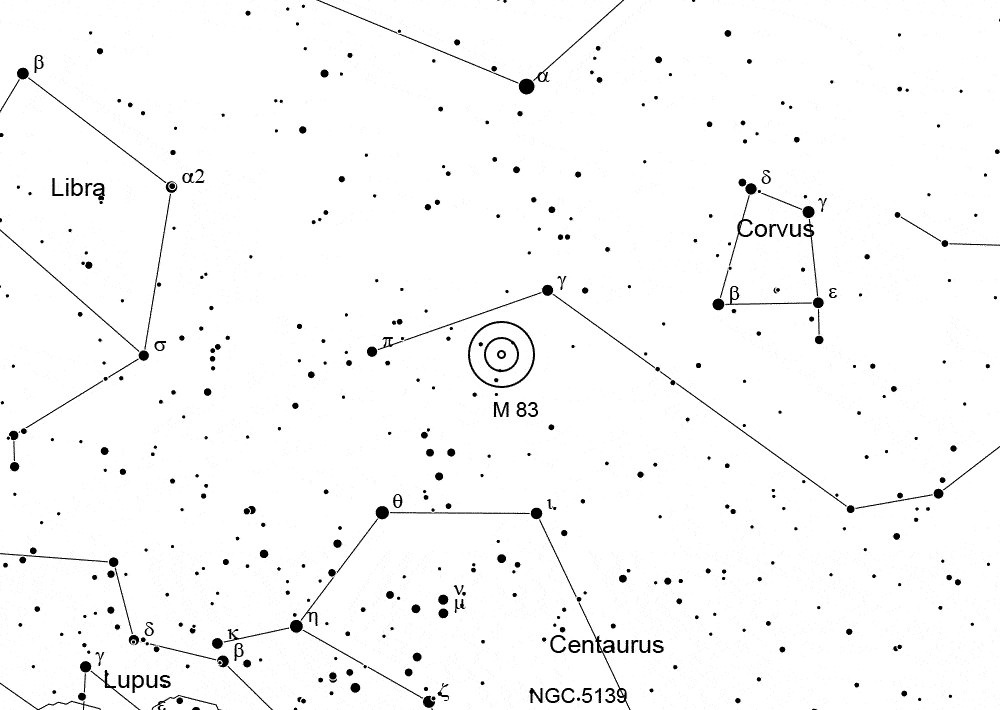 β
α
α2
Libra
δ
γ
Corvus
β
ε
γ
π
σ
M 83
θ
ι
ν
μ
η
κ
β
δ
γ
Centaurus
Lupus
ζ
NGC 5139
ε